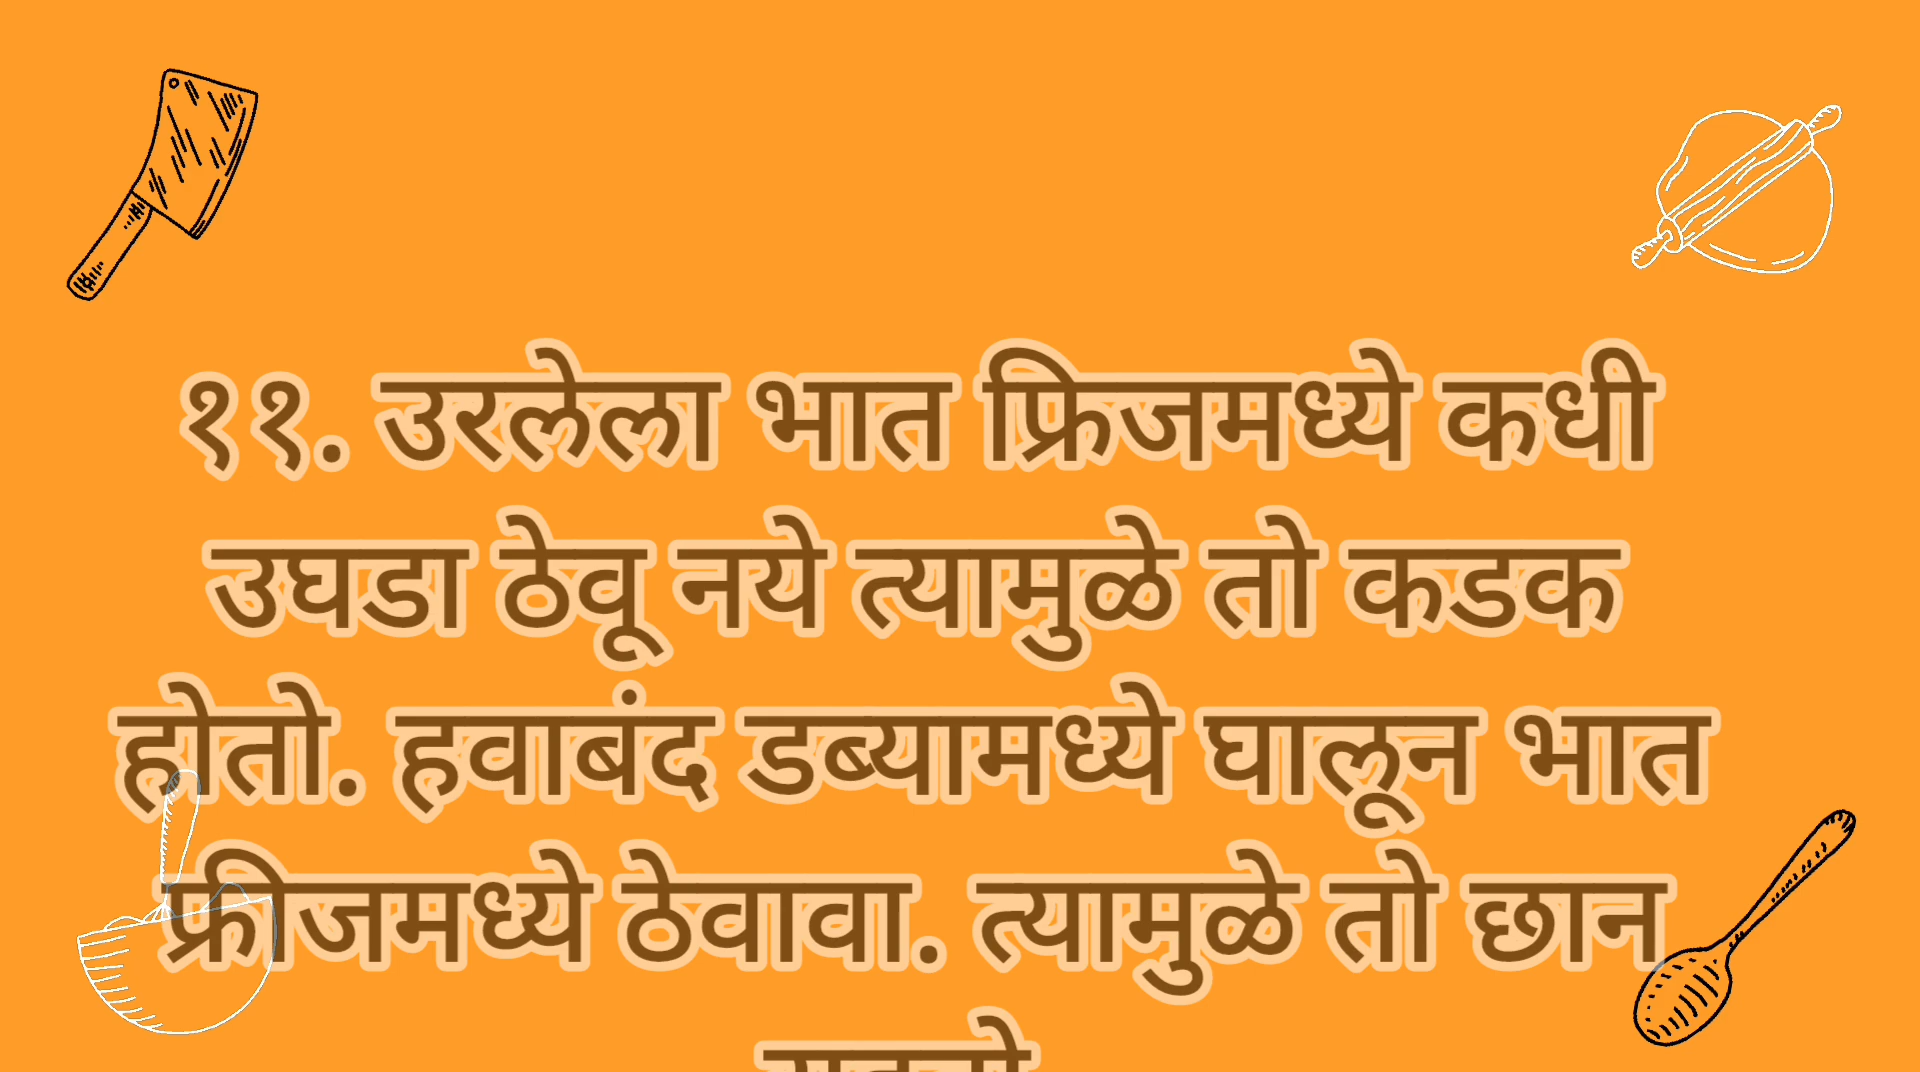 ११. उरलेला भात फ्रिजमध्ये कधी
उघडा ठेवू नये त्यामुळे तो कडक
होतो. हवाबंद डब्यामध्ये घालून भात
फ्रीजमध्ये ठेवावा. त्यामुळे तो छान